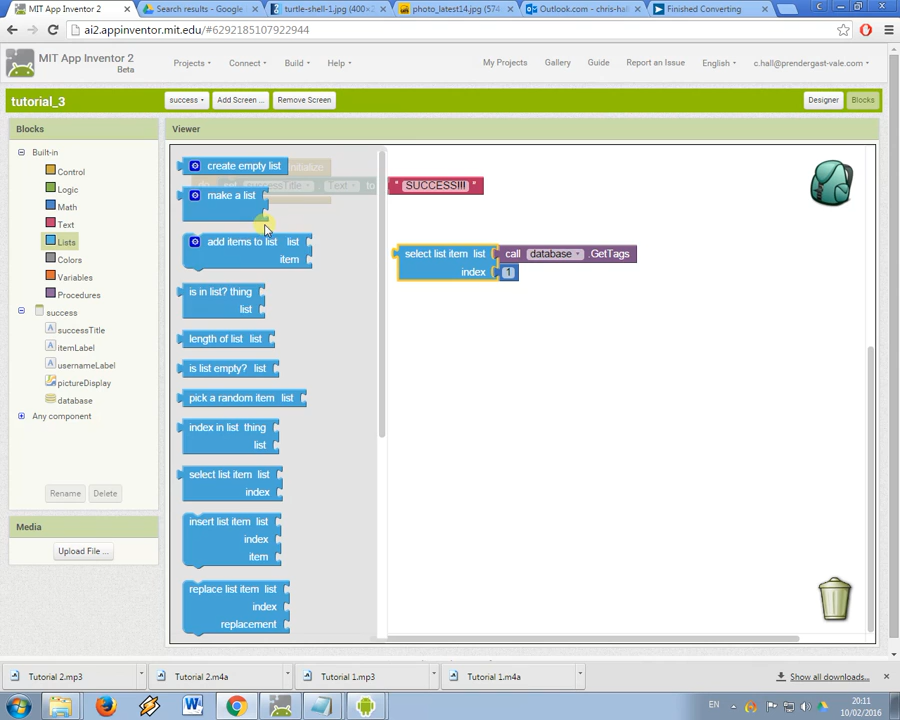 MIT App Inventor 2
Search results - Google
turtle-shell-1.jpg (400×2
photo_latest14.jpg (574
Outlook.com - chris-hal
Finished Converting
ai2.appinventor.mit.edu/#6292185107922944
MIT App Inventor 2
Beta
Projects
Connect
Build
Help
My Projects
Gallery
Guide
Report an Issue
English
c.hall@prendergast-vale.com
tutorial_3
success
Add Screen ...
Remove Screen
Designer
Blocks
Blocks
Viewer
Built-in
Control
Logic
Math
Text
Lists
Colors
Variables
Procedures
success
successTitle
itemLabel
usernameLabel
pictureDisplay
database
Any component
Rename
Delete
Media
Upload File ...
create empty list
make a list
add items to list list
item
is in list? thing
list
length of list list
is list empty? list
pick a random item list
index in list thing
list
select list item list
index
insert list item list
index
item
replace list item list
index
replacement
" SUCCESS!!! "
select list item list call database .GetTags
index 1
Tutorial 2.mp3
Tutorial 2.m4a
Tutorial 1.mp3
Tutorial 1.m4a
Show all downloads...
EN
20:11
10/02/2016